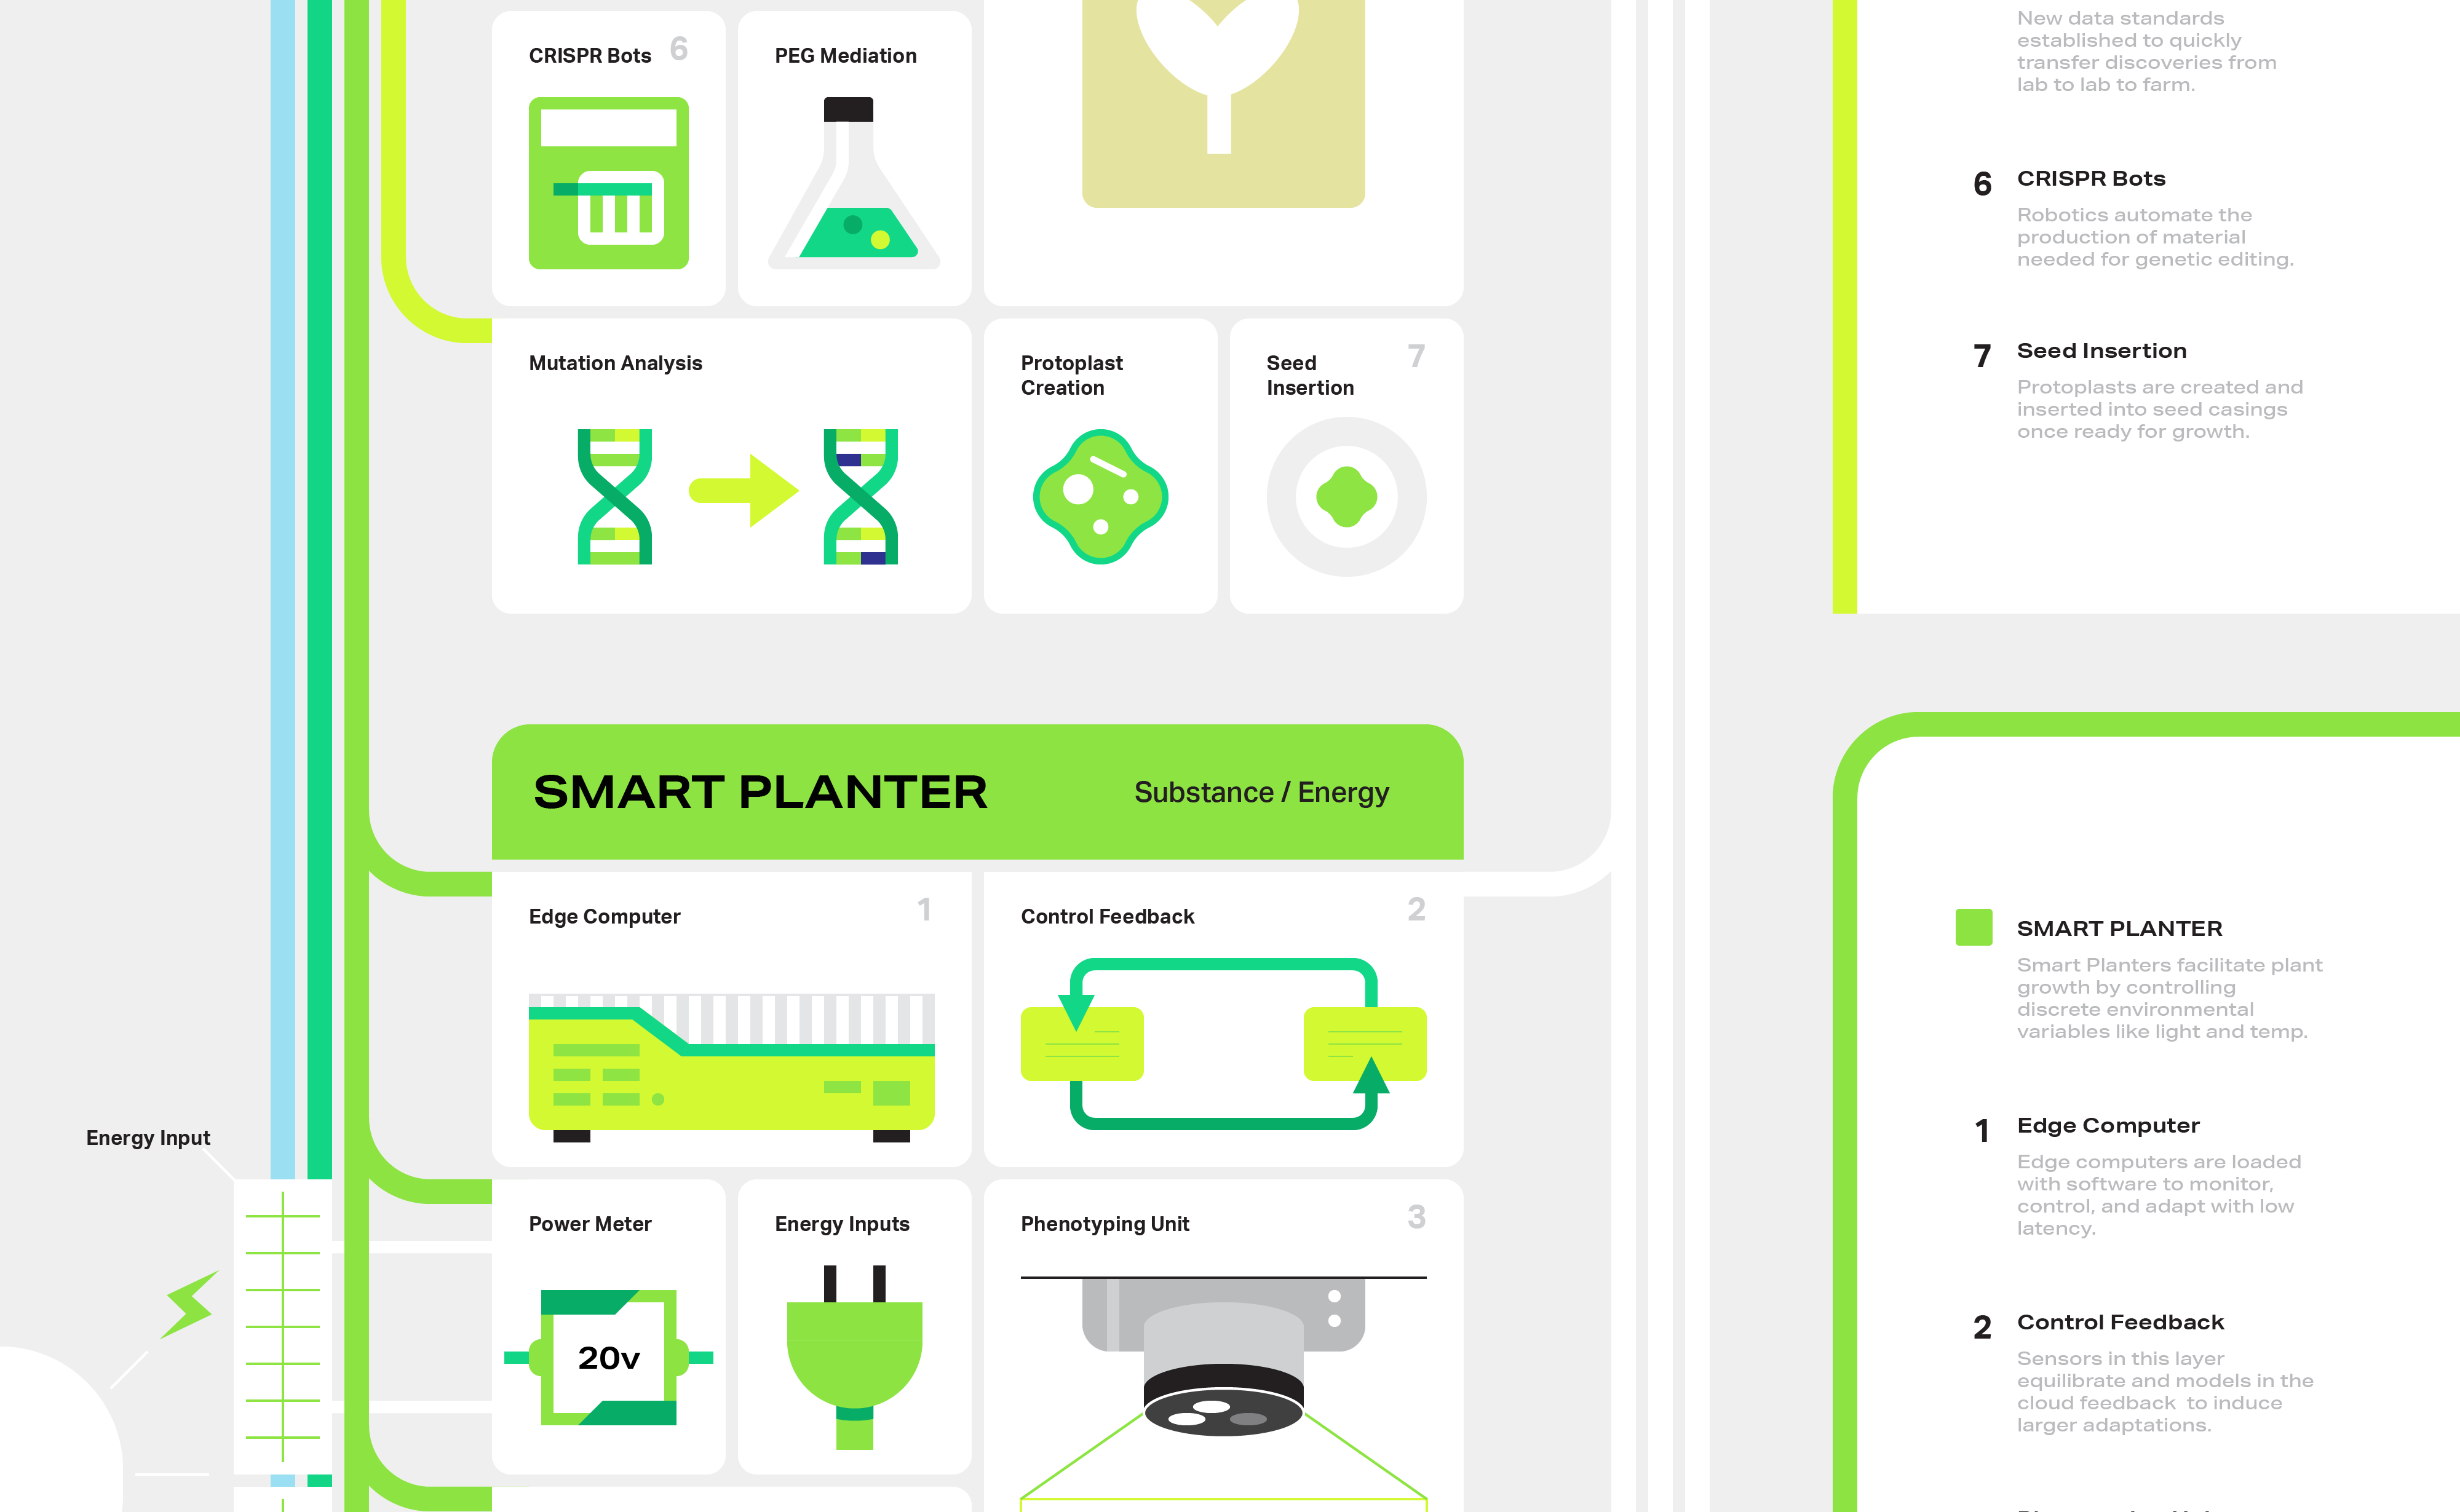 CRISPR Bots
6
PEG Mediation
Mutation Analysis
Protoplast
Creation
Seed
Insertion
7
SMART PLANTER
Substance / Energy
Edge Computer
1
Control Feedback
2
Energy Input
Power Meter
20v
Energy Inputs
Phenotyping Unit
3
New data standards
established to quickly
transfer discoveries from
lab to lab to farm.
6
CRISPR Bots
Robotics automate the
production of material
needed for genetic editing.
7
Seed Insertion
Protoplasts are created and
inserted into seed casings
once ready for growth.
SMART PLANTER
Smart Planters facilitate plant
growth by controlling
discrete environmental
variables like light and temp.
1
Edge Computer
Edge computers are loaded
with software to monitor,
control, and adapt with low
latency.
2
Control Feedback
Sensors in this layer
equilibrate and models in the
cloud feedback  to induce
larger adaptations.